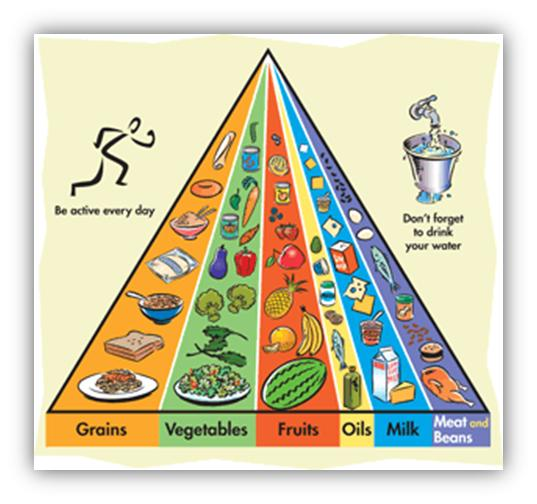 Be active every day
Don't forget
to drink
your water
Grains
Vegetables
Fruits
Oils
Milk
Meat and
Beans